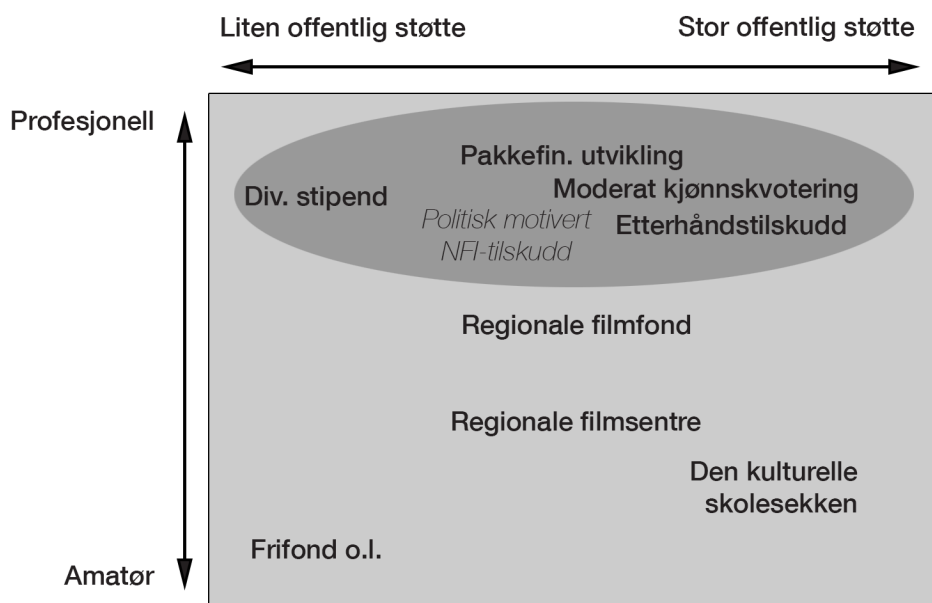 Liten offentlig støtte
Stor offentlig støtte
Profesjonell
Pakkefin. utvikling
Div. stipend
Moderat kjønnskvotering
Politisk motivert
NFI-tilskudd
Etterhåndstilskudd
Regionale filmfond
Regionale filmsentre
Den kulturelle
skolesekken
Frifond o.l.
Amatør